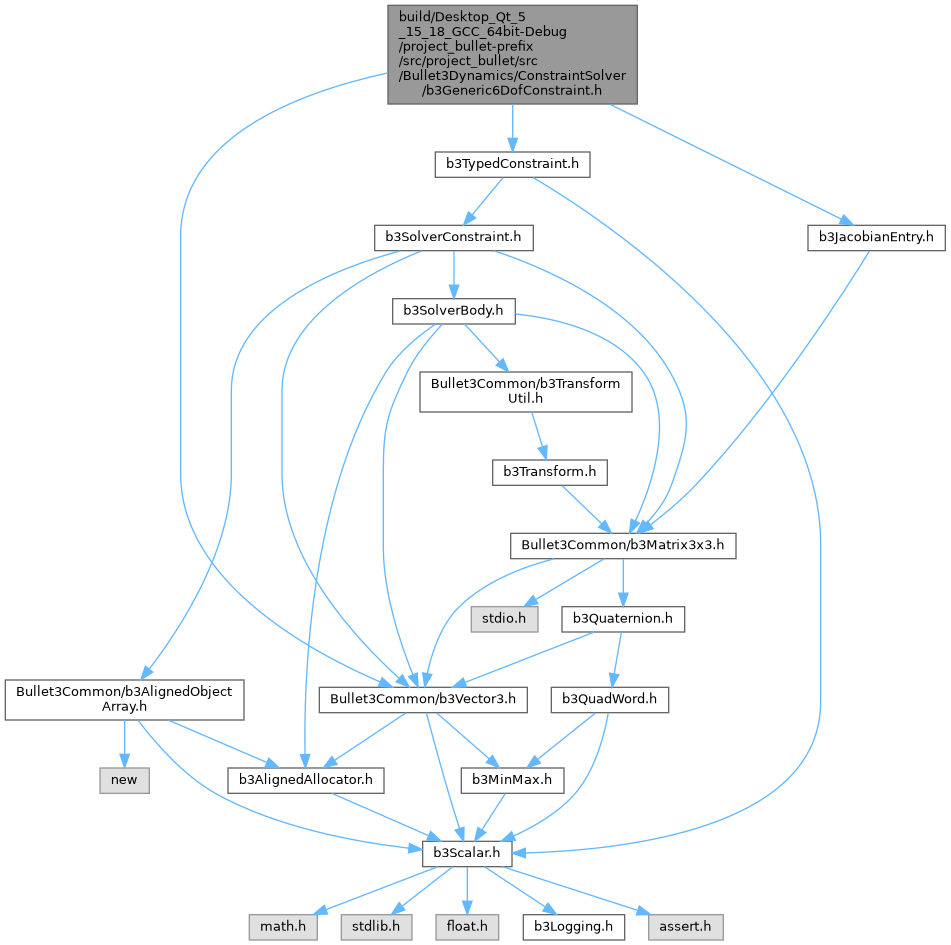 build/Desktop_Qt_5
_15_18_GCC_64bit-Debug
/project_bullet-prefix
/src/project_bullet/src
/Bullet3Dynamics/ConstraintSolver
/b3Generic6DofConstraint.h
b3TypedConstraint.h
b3SolverConstraint.h
b3JacobianEntry.h
b3SolverBody.h
Bullet3Common/b3Transform
Util.h
b3Transform.h
Bullet3Common/b3Matrix3x3.h
stdio.h
b3Quaternion.h
Bullet3Common/b3AlignedObject
Array.h
Bullet3Common/b3Vector3.h
b3QuadWord.h
new
b3AlignedAllocator.h
b3MinMax.h
b3Scalar.h
math.h
stdlib.h
float.h
b3Logging.h
assert.h